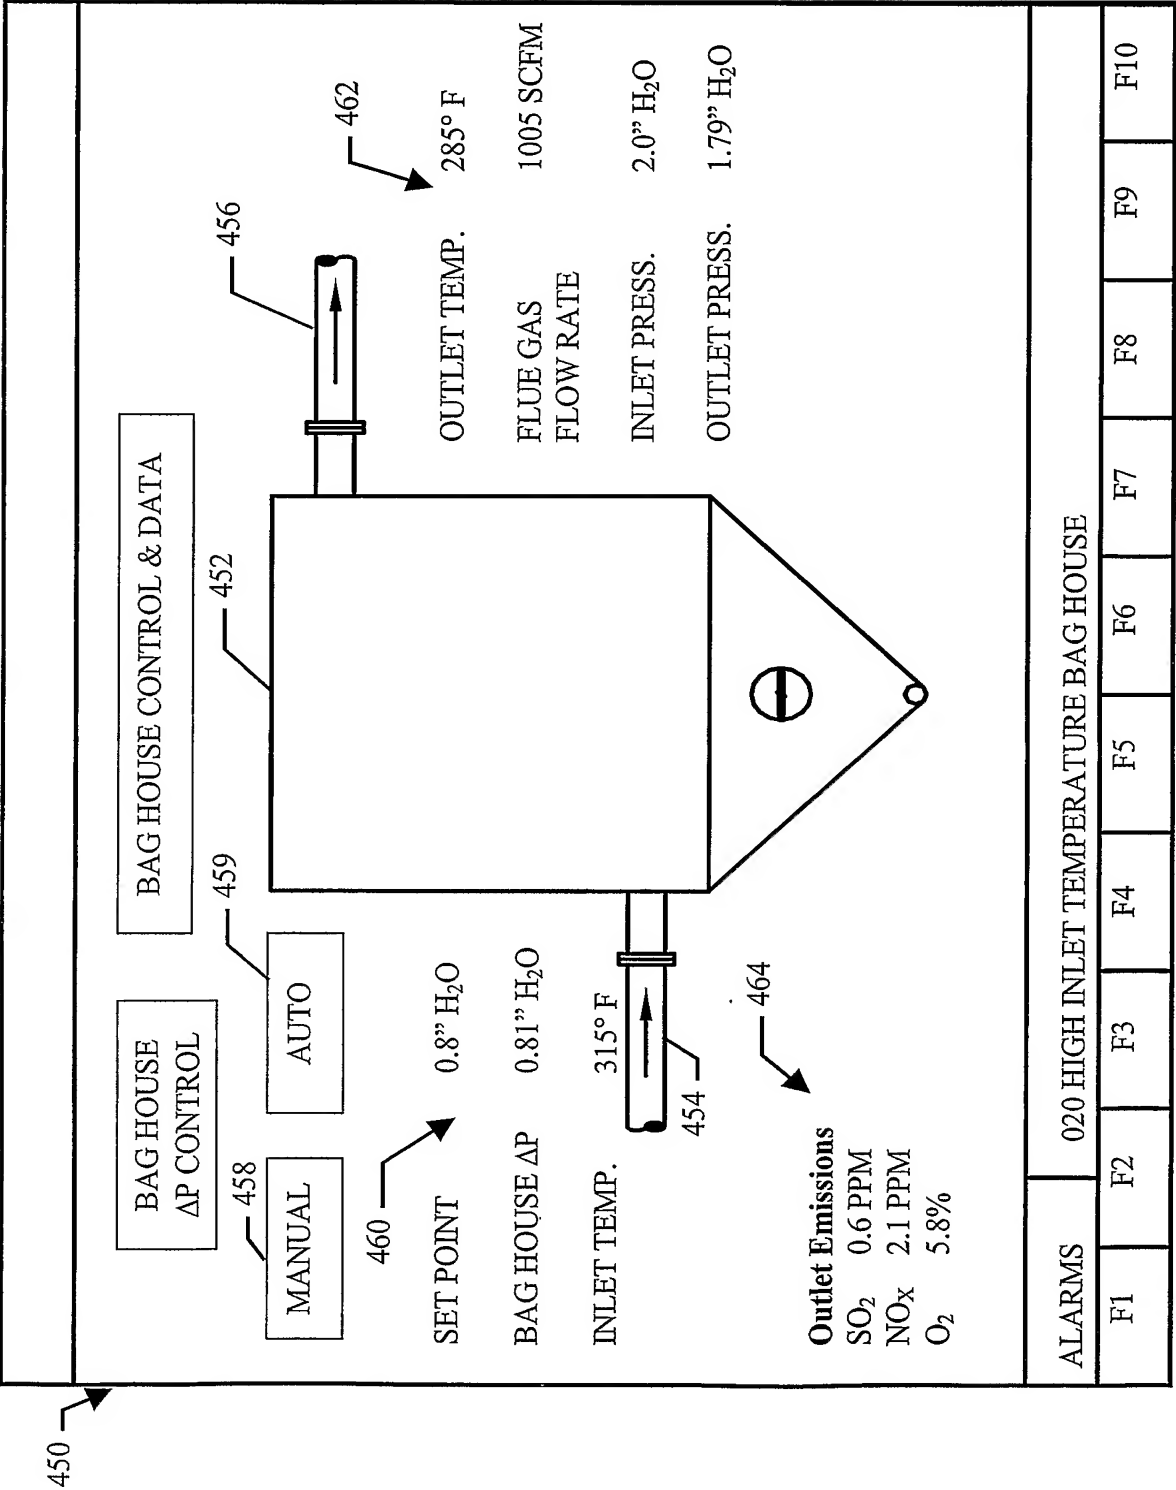 450
BAG HOUSE
ΔP CONTROL
BAG HOUSE CONTROL & DATA
458
459
452
456
MANUAL
AUTO
460
462
SET POINT 0.8” H2O
BAG HOUSE ΔP 0.81” H2O
INLET TEMP. 315° F
454
464
OUTLET TEMP. 285° F
FLUE GAS
FLOW RATE
1005 SCFM
INLET PRESS. 2.0” H2O
OUTLET PRESS. 1.79” H2O
Outlet Emissions
SO2 0.6 PPM
NOX 2.1 PPM
O2 5.8%
ALARMS 020 HIGH INLET TEMPERATURE BAG HOUSE
F1 F2 F3 F4 F5 F6 F7 F8 F9 F10